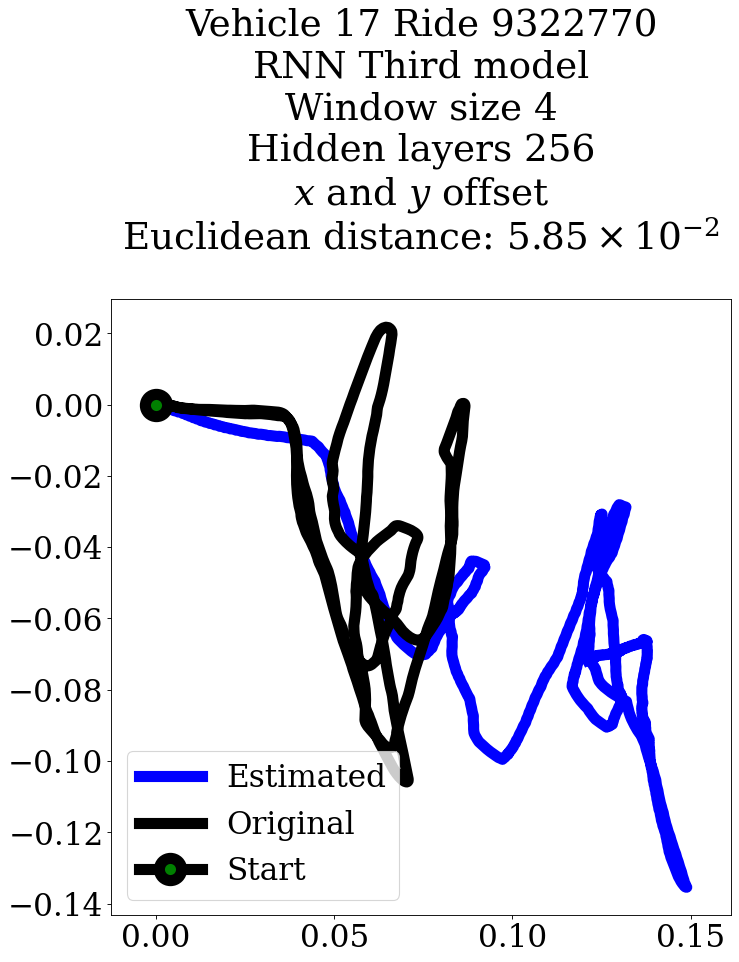 Vehicle 17 Ride 9322770
RNN Third model
Window size 4
Hidden layers 256
x and y offset
Euclidean distance: 5.85 × 10⁻²
0.02
0.00
−0.02
−0.04
−0.06
−0.08
−0.10
−0.12
−0.14
Estimated
Original
Start
0.00 0.05 0.10 0.15